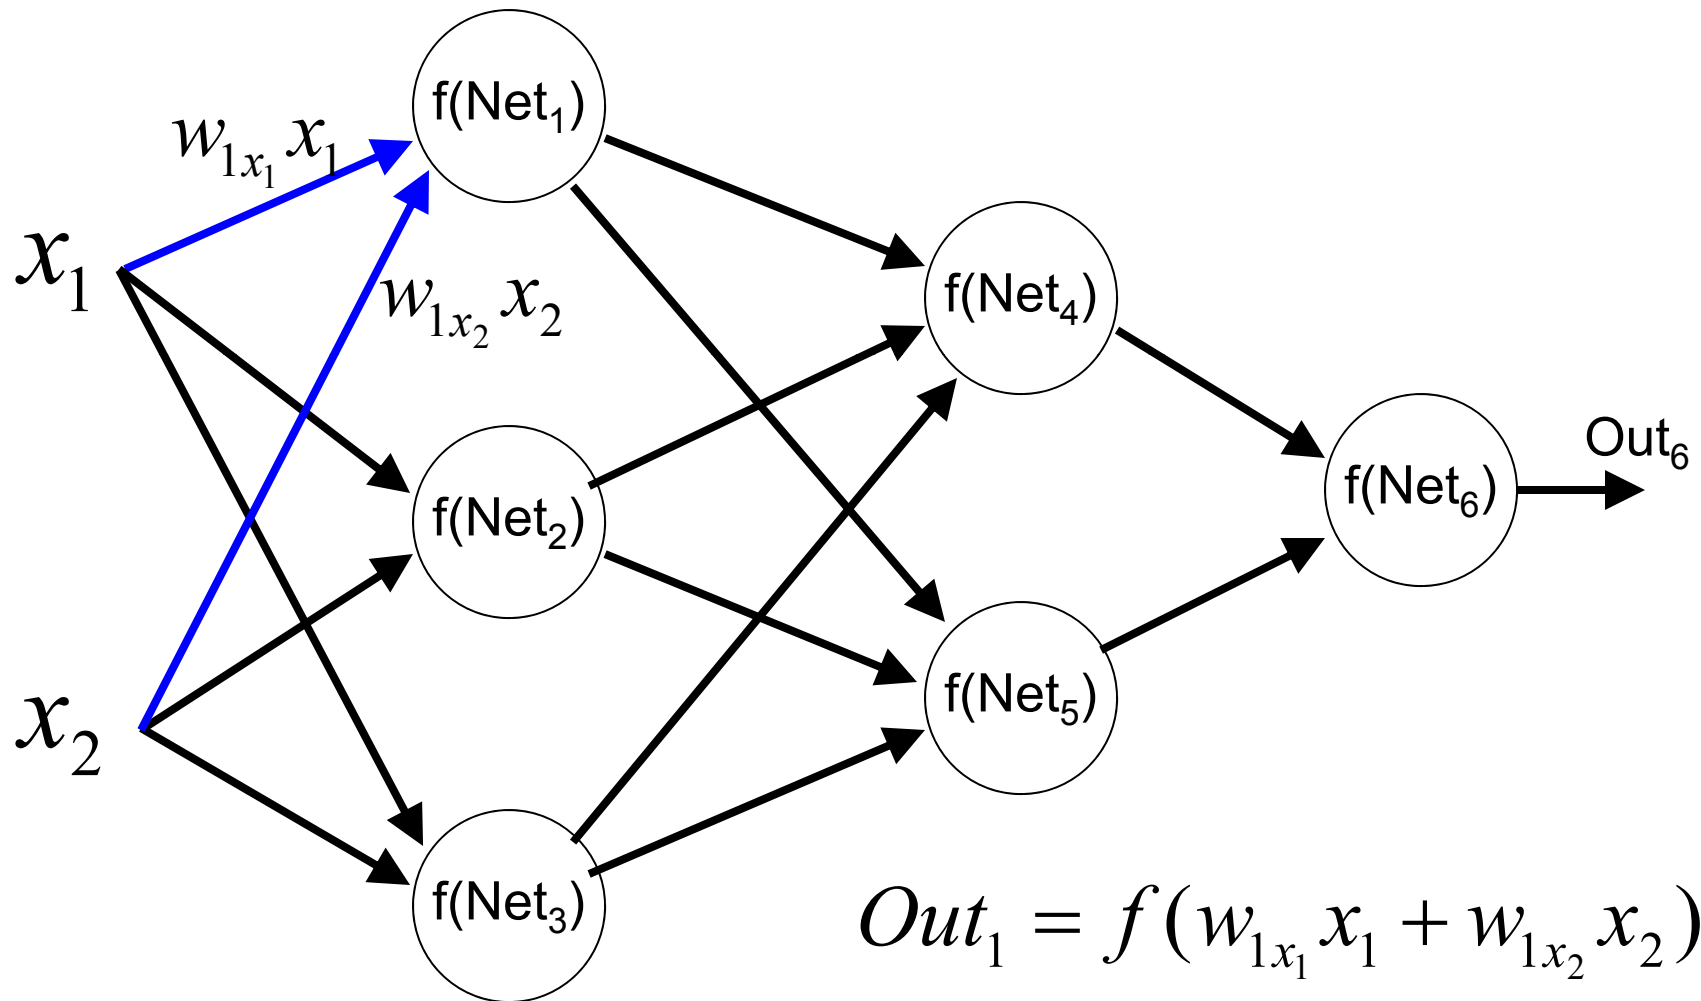 f(Net₁)
w₁ₓ₁ x₁
x₁
w₁ₓ₂ x₂
f(Net₄)
Out₆
f(Net₆)
f(Net₂)
f(Net₅)
x₂
f(Net₃)
Out₁ = f(w₁ₓ₁ x₁ + w₁ₓ₂ x₂)